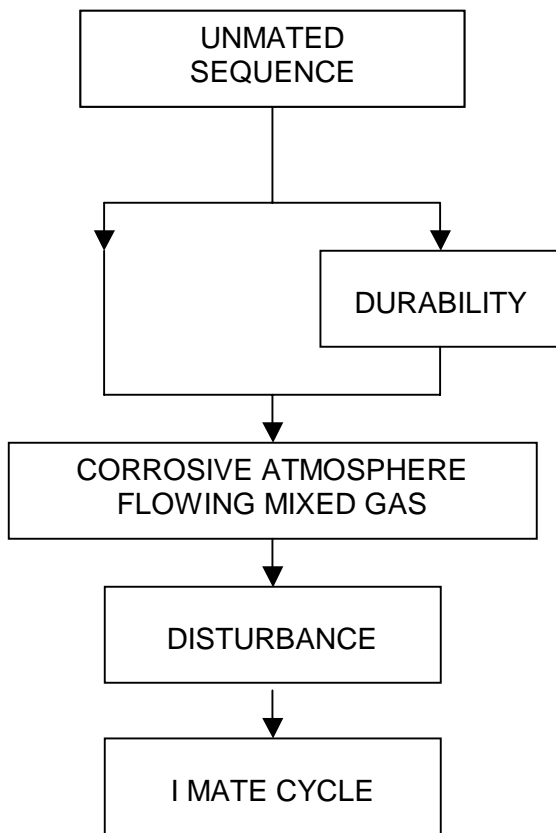 UNMATED
SEQUENCE
DURABILITY
CORROSIVE ATMOSPHERE
FLOWING MIXED GAS
DISTURBANCE
I MATE CYCLE